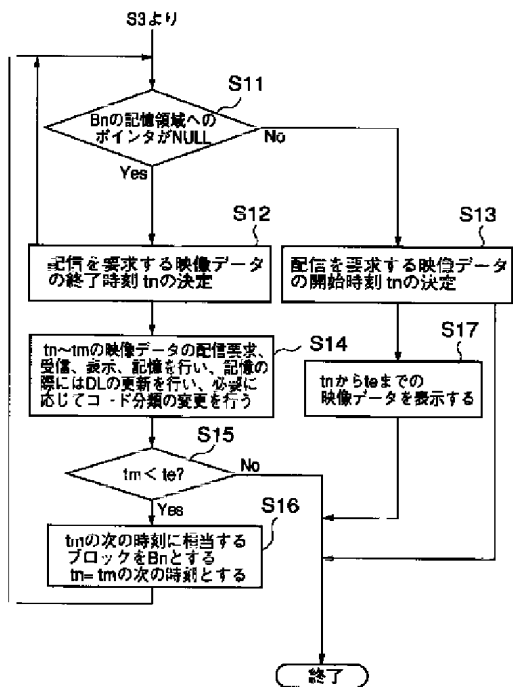 S3より
S11
Bnの記憶領域への
ポインタがNULL
No
Yes
S12
配信を要求する映像データ
の終了時刻 tnの決定
S13
配信を要求する映像データ
の開始時刻 tnの決定
tn~tmの映像データの配信要求、
受信、表示、記憶を行い、記憶の
際にはDLの更新を行い、必要に
応じてコード分類の変更を行う
S14
S17
tnからteまでの
映像データを表示する
S15
tm < te?
No
Yes
S16
tmの次の時刻に相当する
ブロックをBnとする
tn= tmの次の時刻とする
終了